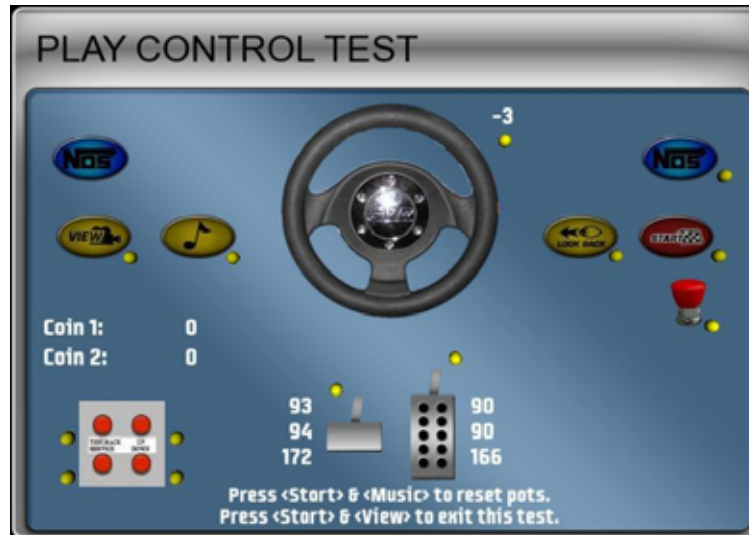 PLAY CONTROL TEST
-3
NOS
NOS
VIEW
LOOK BACK
START
Coin 1: 0
Coin 2: 0
93
94
172
90
90
166
Press <Start> & <Music> to reset pots.
Press <Start> & <View> to exit this test.